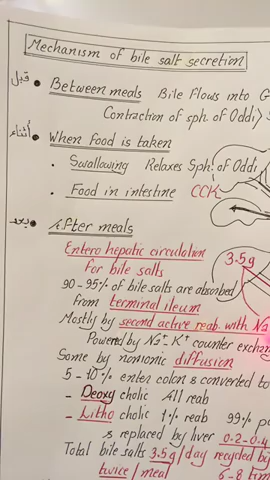 Mechanism of bile salt secretion
قبل • Between meals Bile Flows into G
Contraction of sph. of Oddi >
أثناء • When Food is taken
. Swallowing Relaxes Sph. of Oddi,
. Food in intestine CCK
بعد • After meals
Entero hepatic circulation
for bile salts
3.5g
90-95% of bile salts are absorbed
from terminal ileum
Mostly by second active reab. with Na
Powered by Na⁺-K⁺ counter exchan
Some by nonionic diffusion
5-10% enter colon & converted to
- Deoxy cholic All reab
- Litho cholic 1% reab 99%
is replaced by liver 0.2-0.4
Total bile salts 3.5g/day recycled by
twice/meal 6-8 tim